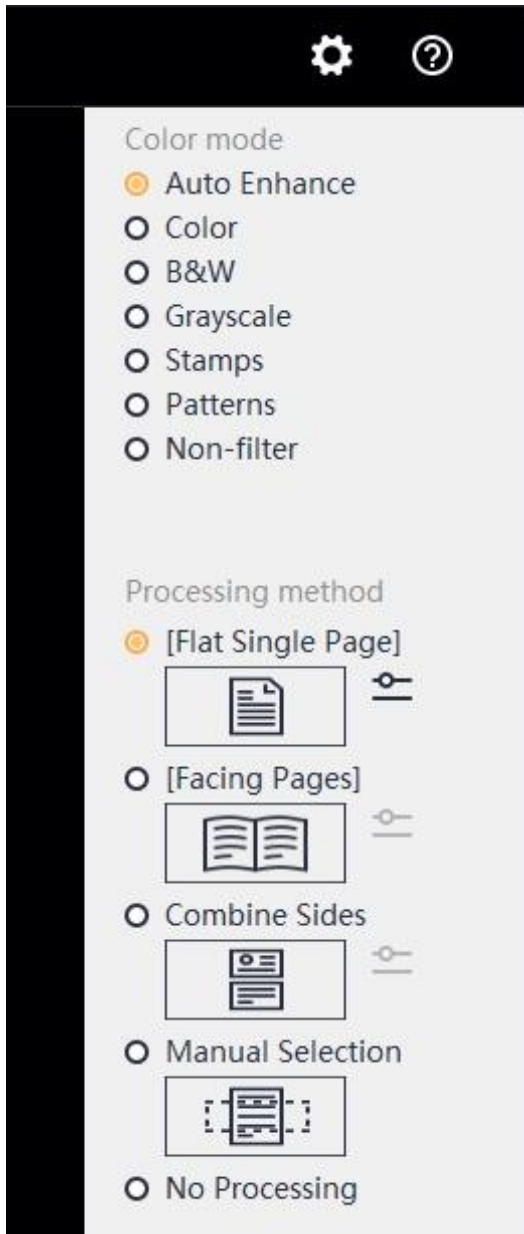 Color mode
Auto Enhance
Color
B&W
Grayscale
Stamps
Patterns
Non-filter
Processing method
[Flat Single Page]
[Facing Pages]
Combine Sides
Manual Selection
No Processing